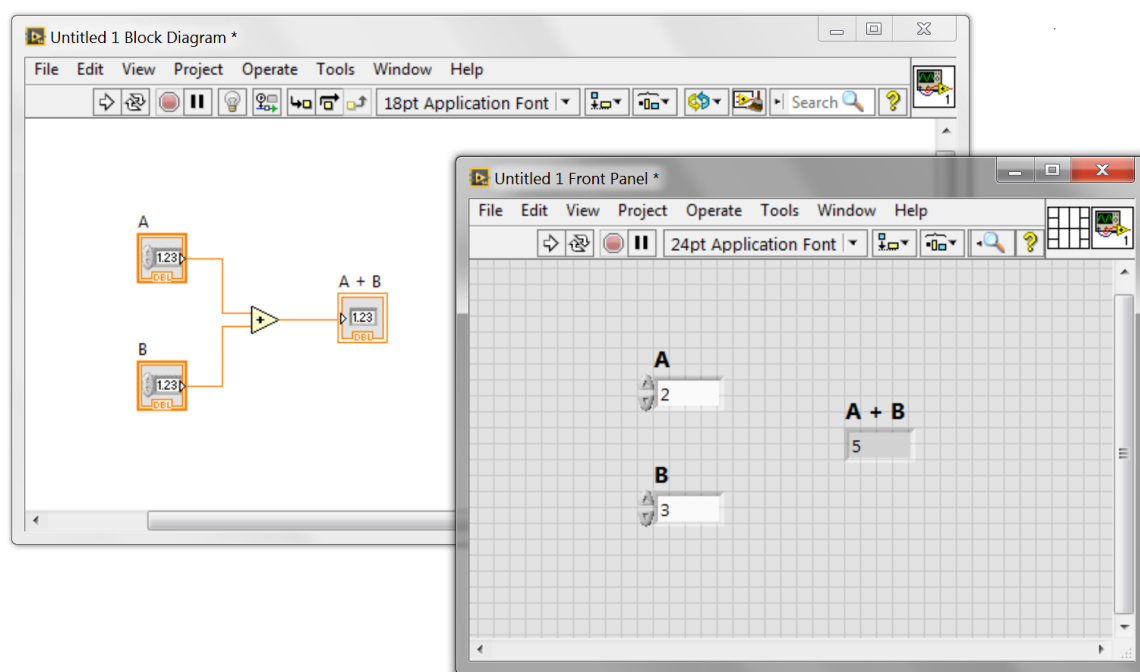 Untitled 1 Block Diagram *
File Edit View Project Operate Tools Window Help
18pt Application Font Search ?
1
A
1.23
DBL
A + B
1.23
DBL
+
B
1.23
DBL
Untitled 1 Front Panel *
File Edit View Project Operate Tools Window Help
24pt Application Font ?
1
A
2
A + B
5
B
3